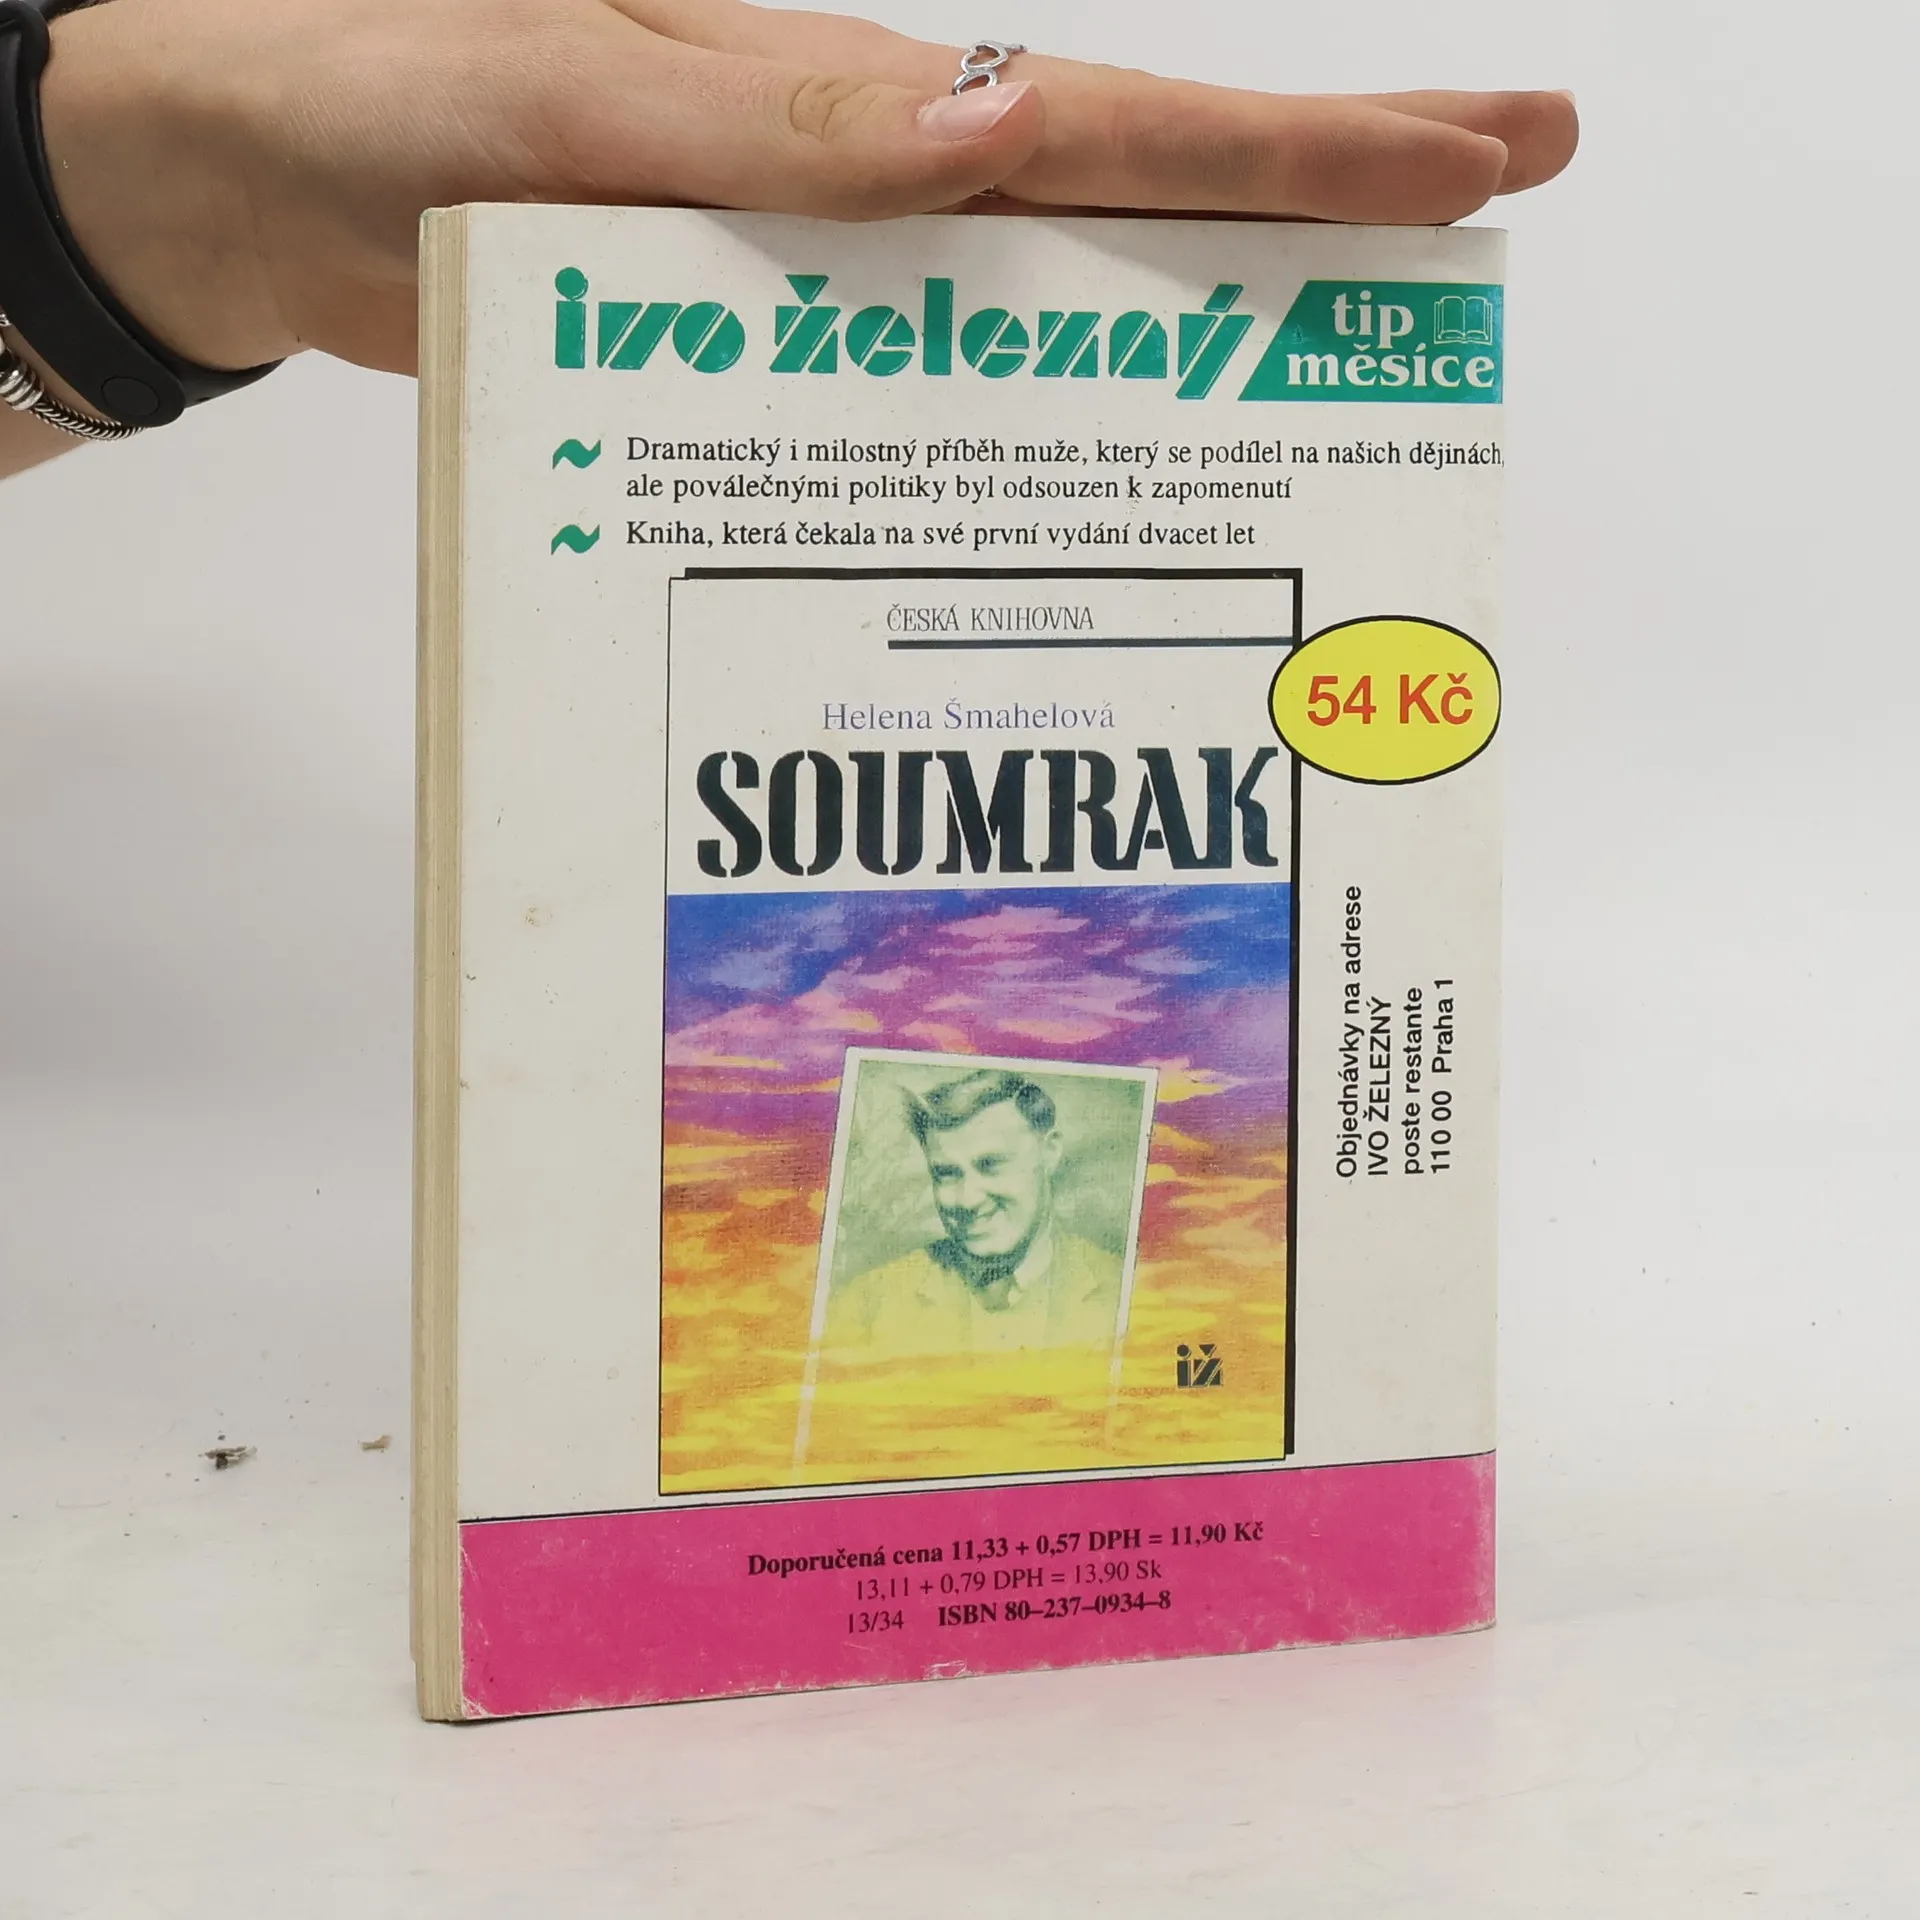 ivo železný
tip
měsíce
Dramatický i milostný příběh muže, který se podílel na našich dějinách,
ale poválečnými politiky byl odsouzen k zapomenutí
Kniha, která čekala na své první vydání dvacet let
ČESKÁ KNIHOVNA
54 Kč
Helena Šmahelová
SOUMRAK
Objednávky na adrese
IVO ŽELEZNÝ
poste restante
110 00 Praha 1
iž
Doporučená cena 11,33 + 0,57 DPH = 11,90 Kč
13,11 + 0,79 DPH = 13,90 Sk
13/34 ISBN 80–237–0934–8